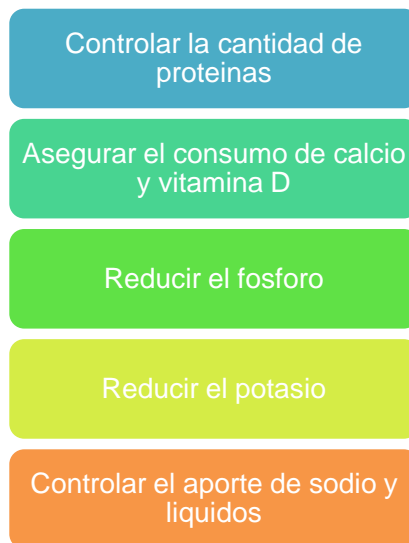 Controlar la cantidad de
proteinas
Asegurar el consumo de calcio
y vitamina D
Reducir el fosforo
Reducir el potasio
Controlar el aporte de sodio y
liquidos